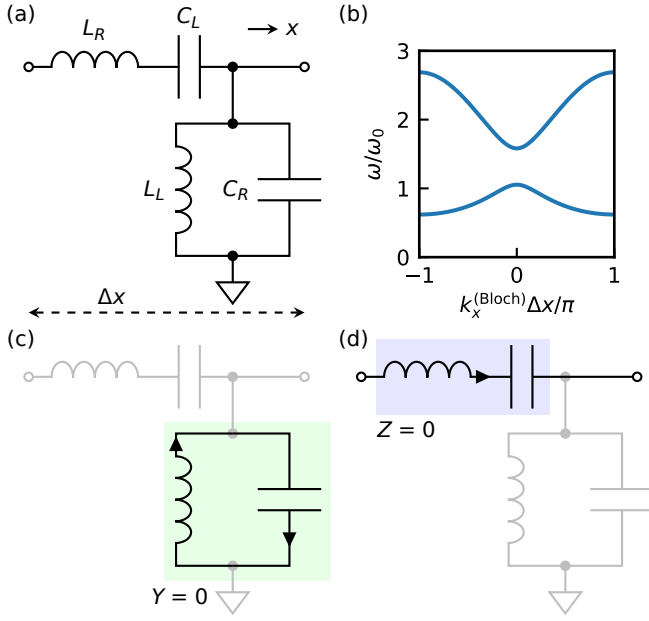 (a)
L_R
C_L
x
L_L
C_R
Δx
(b)
ω/ω_0
3
2
1
0
−1
0
1
k_x^(Bloch)Δx/π
(c)
Y = 0
(d)
Z = 0